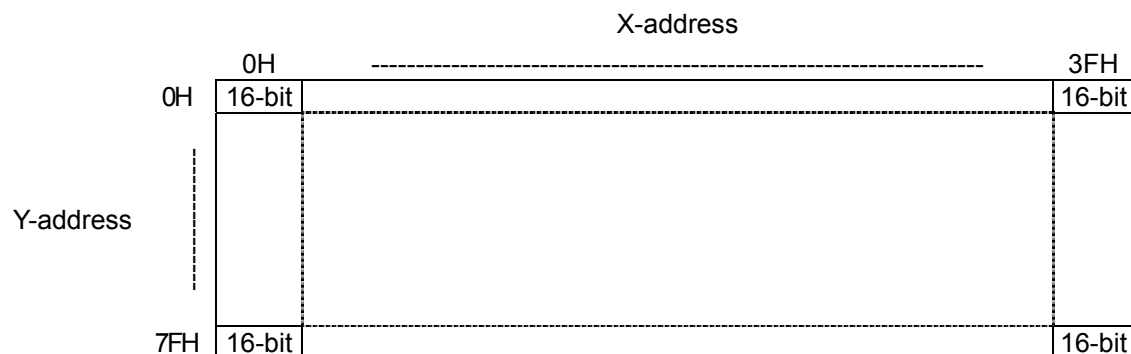 X-address
0H 3FH
0H 16-bit 16-bit
Y-address
7FH 16-bit 16-bit